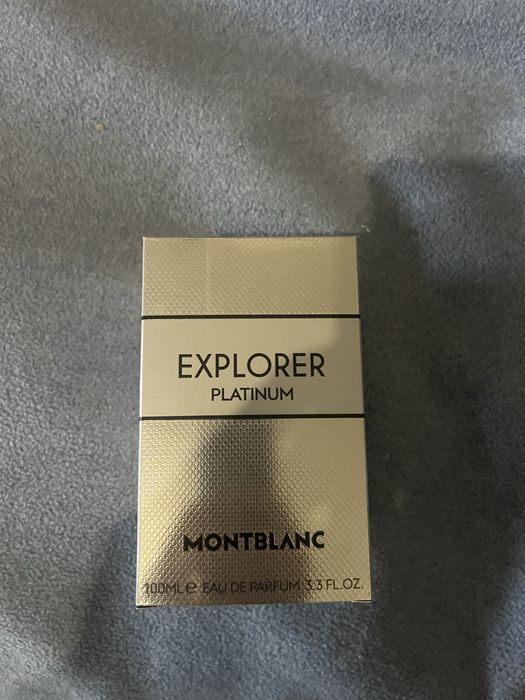 EXPLORER
PLATINUM
MONTBLANC
100ML ℮ EAU DE PARFUM 3.3 FL.OZ.